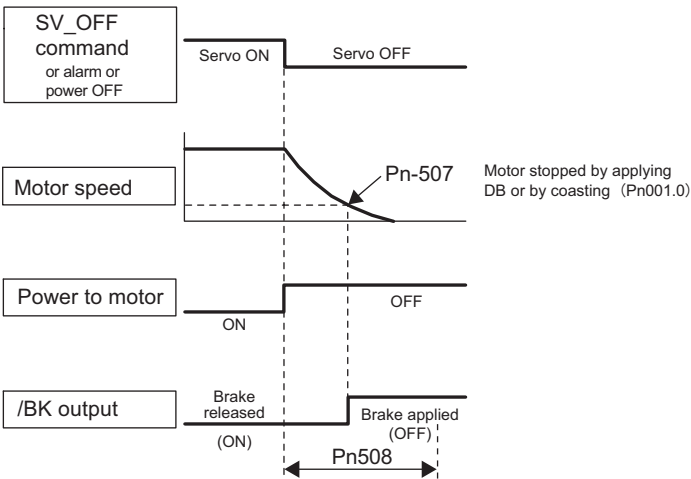 SV_OFF
command
or alarm or
power OFF
Servo ON
Servo OFF
Motor speed
Pn-507
Motor stopped by applying
DB or by coasting (Pn001.0)
Power to motor
ON
OFF
/BK output
Brake
released
(ON)
Brake applied
(OFF)
Pn508